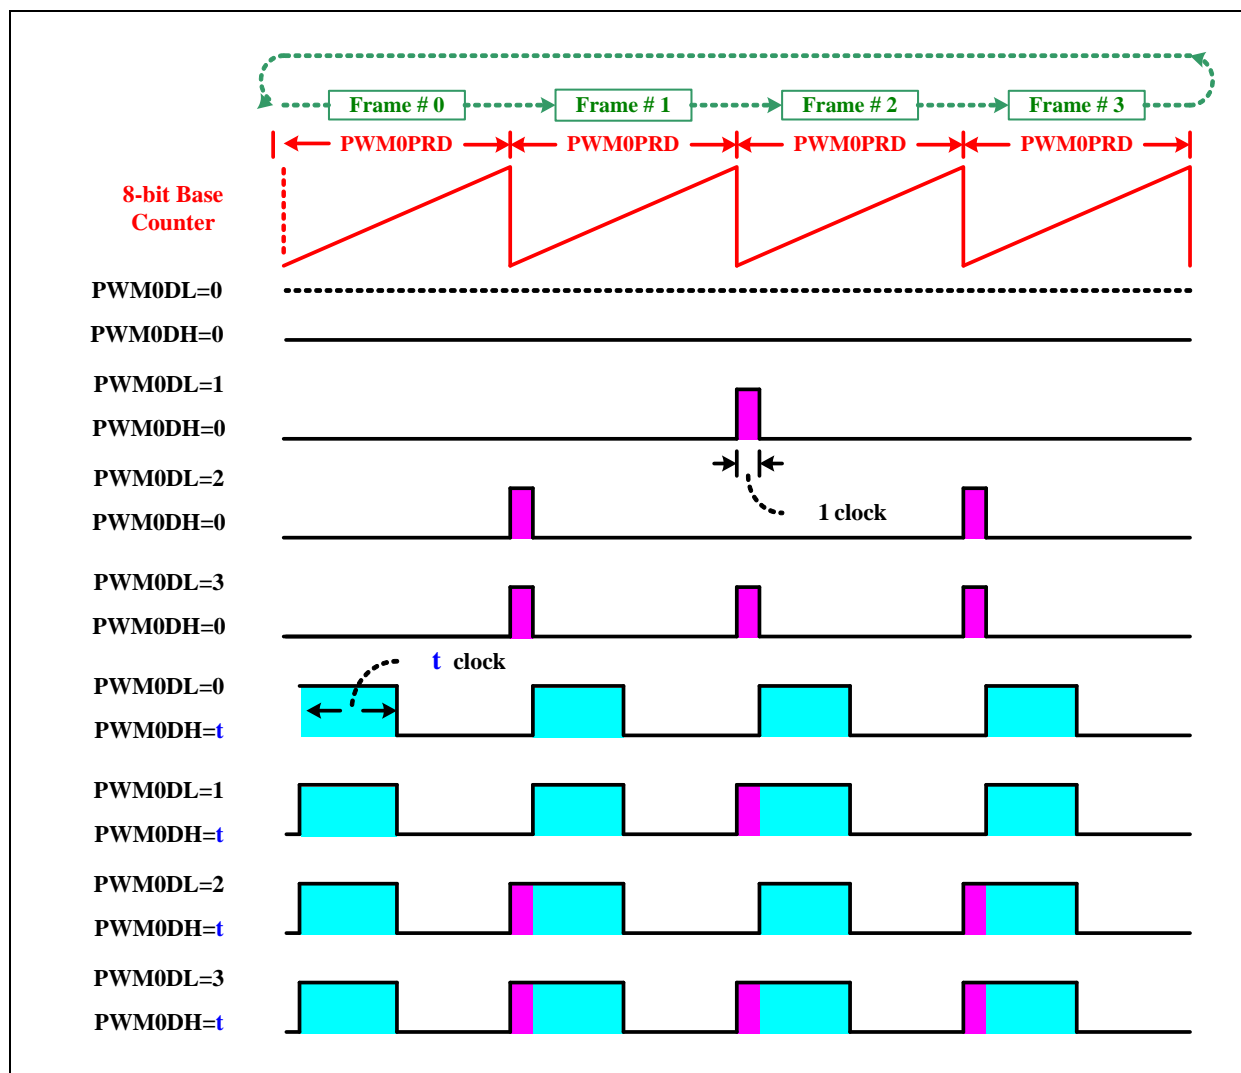 Frame # 0 Frame # 1 Frame # 2 Frame # 3
PWM0PRD PWM0PRD PWM0PRD PWM0PRD
8-bit Base
Counter
PWM0DL=0
PWM0DH=0
PWM0DL=1
PWM0DH=0
PWM0DL=2
PWM0DH=0
1 clock
PWM0DL=3
PWM0DH=0
t clock
PWM0DL=0
PWM0DH=t
PWM0DL=1
PWM0DH=t
PWM0DL=2
PWM0DH=t
PWM0DL=3
PWM0DH=t